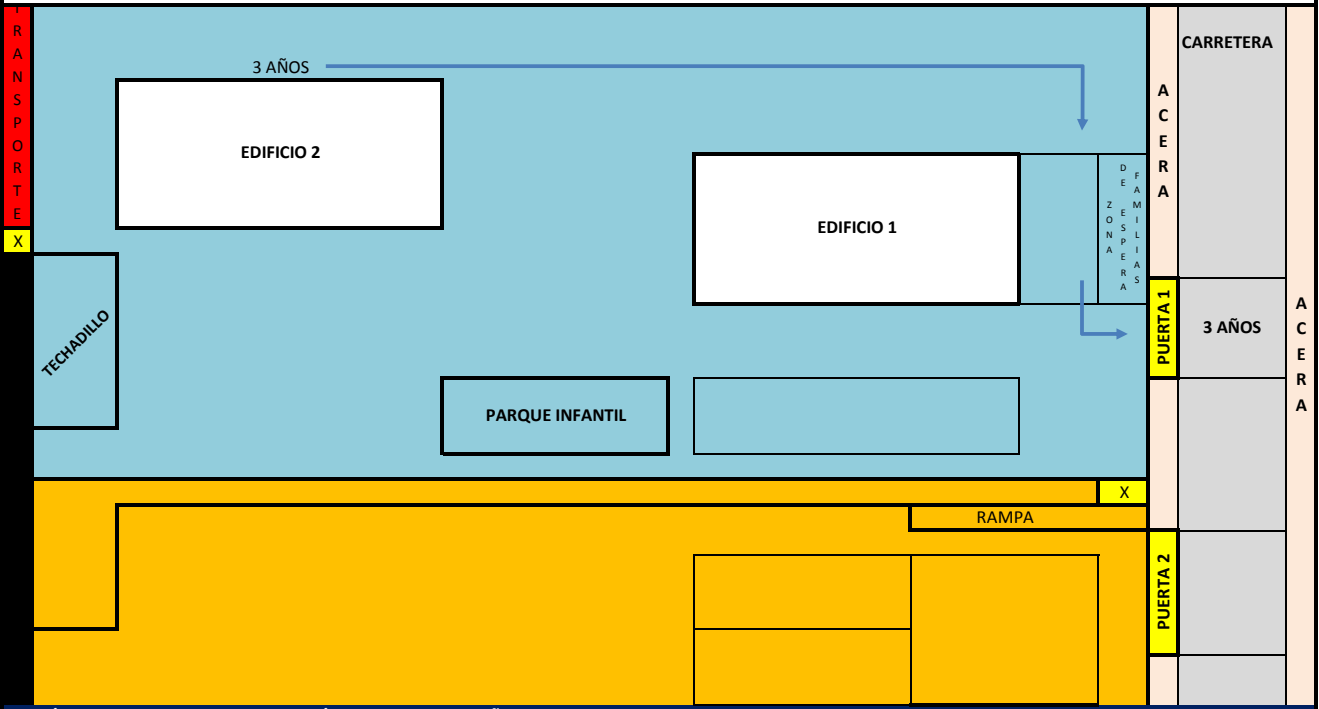 TRANSPORTE
X
3 AÑOS
EDIFICIO 2
EDIFICIO 1
ZONA
DE ESPERA
FAMILIAS
ACERA
CARRETERA
PUERTA 1
3 AÑOS
ACERA
TECHADILLO
PARQUE INFANTIL
X
RAMPA
PUERTA 2